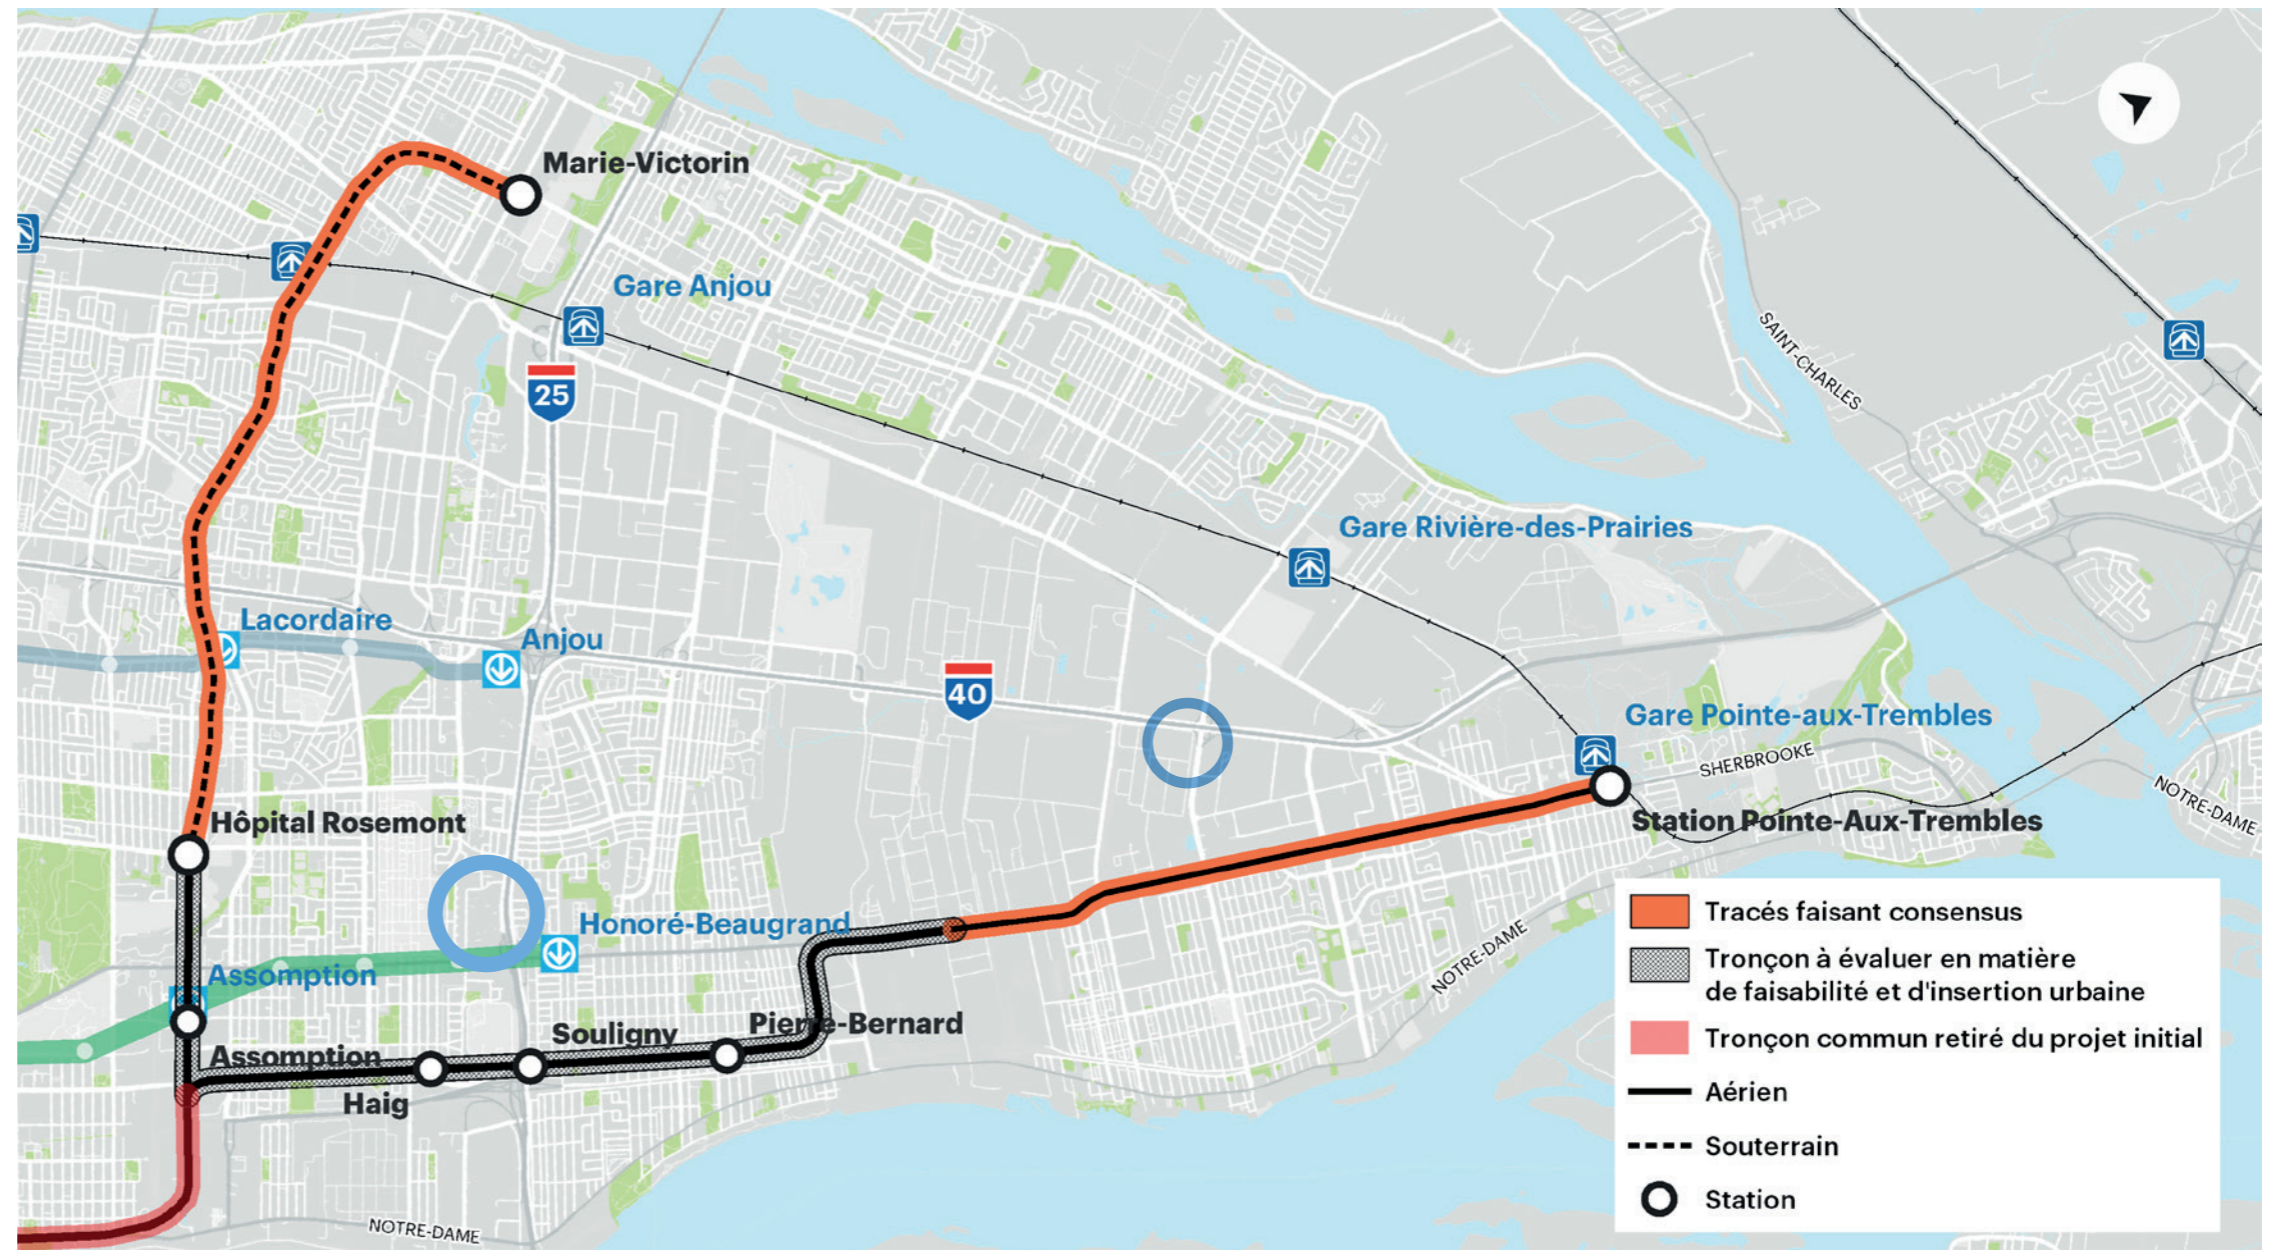 Marie-Victorin
Gare Anjou
25
SAINT-CHARLES
Gare Rivière-des-Prairies
Lacordaire
Anjou
40
Gare Pointe-aux-Trembles
SHERBROOKE
NOTRE-DAME
Station Pointe-Aux-Trembles
Hôpital Rosemont
Honoré-Beaugrand
Assomption
NOTRE-DAME
Souligny
Pierre-Bernard
Assomption
Haig
NOTRE-DAME
Tracés faisant consensus
Tronçon à évaluer en matière
de faisabilité et d'insertion urbaine
Tronçon commun retiré du projet initial
Aérien
Souterrain
Station